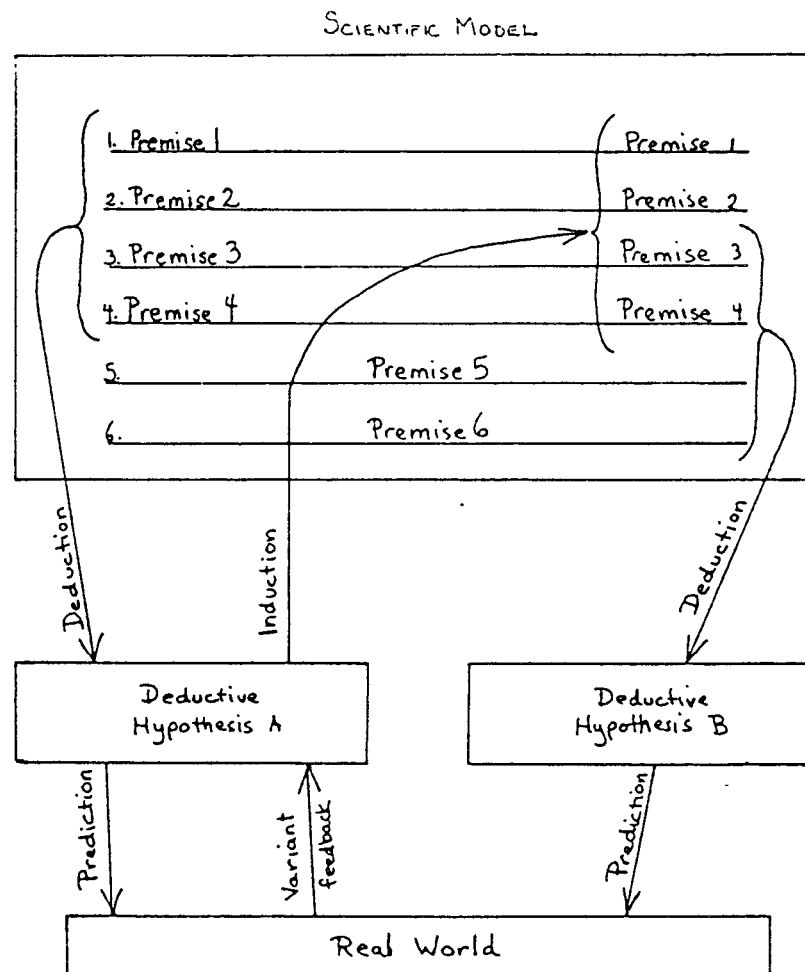 SCIENTIFIC MODEL
1. Premise 1 Premise 1
2. Premise 2 Premise 2
3. Premise 3 Premise 3
4. Premise 4 Premise 4
5. Premise 5
6. Premise 6
Deduction
Induction
Deduction
Deductive
Hypothesis A
Deductive
Hypothesis B
Prediction
Variant
feedback
Prediction
Real World